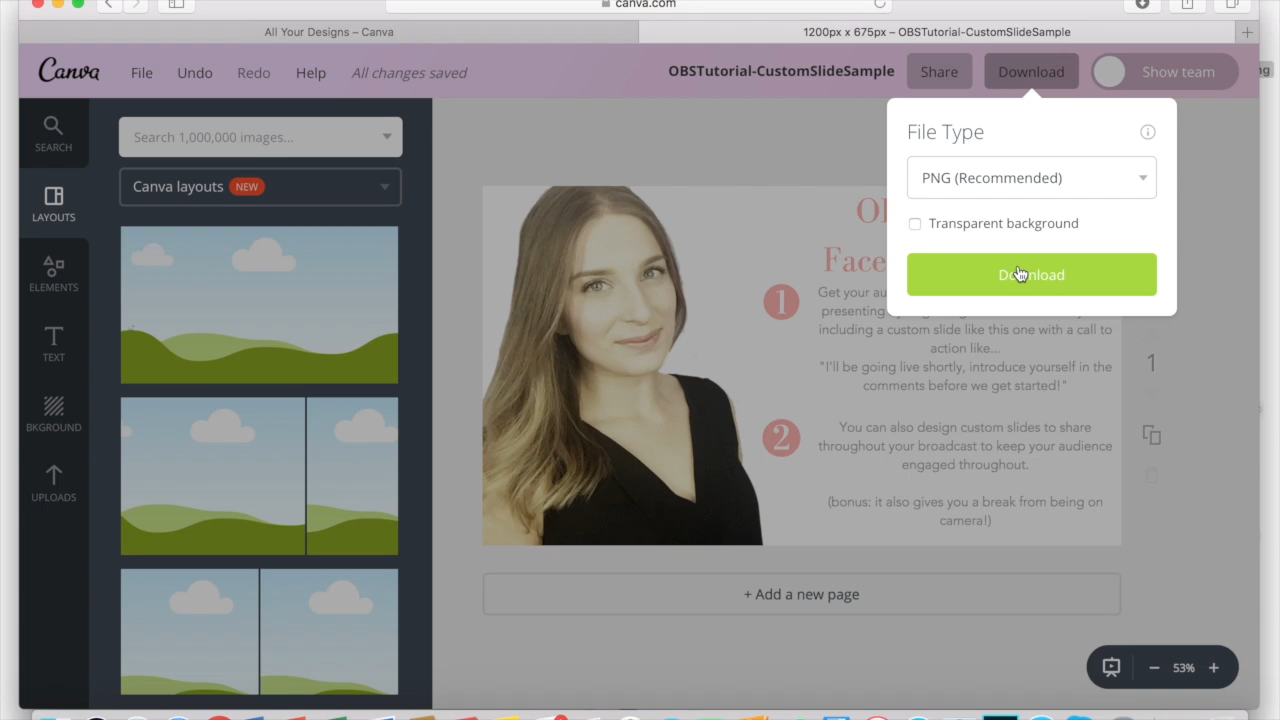 canva.com
All Your Designs – Canva
1200px x 675px – OBSTutorial-CustomSlideSample
Canva
File
Undo
Redo
Help
All changes saved
OBSTutorial-CustomSlideSample
Share
Download
Show team
SEARCH
LAYOUTS
ELEMENTS
TEXT
BKGROUND
UPLOADS
Search 1,000,000 images...
Canva layouts NEW
File Type
PNG (Recommended)
Transparent background
Download
1
Get your
including a custom slide like this one with a call to
action like...
"I'll be going live shortly, introduce yourself in the
comments before we get started!"
2
You can also design custom slides to share
throughout your broadcast to keep your audience
engaged throughout.
(bonus: it also gives you a break from being on
camera!)
1
+ Add a new page
53%